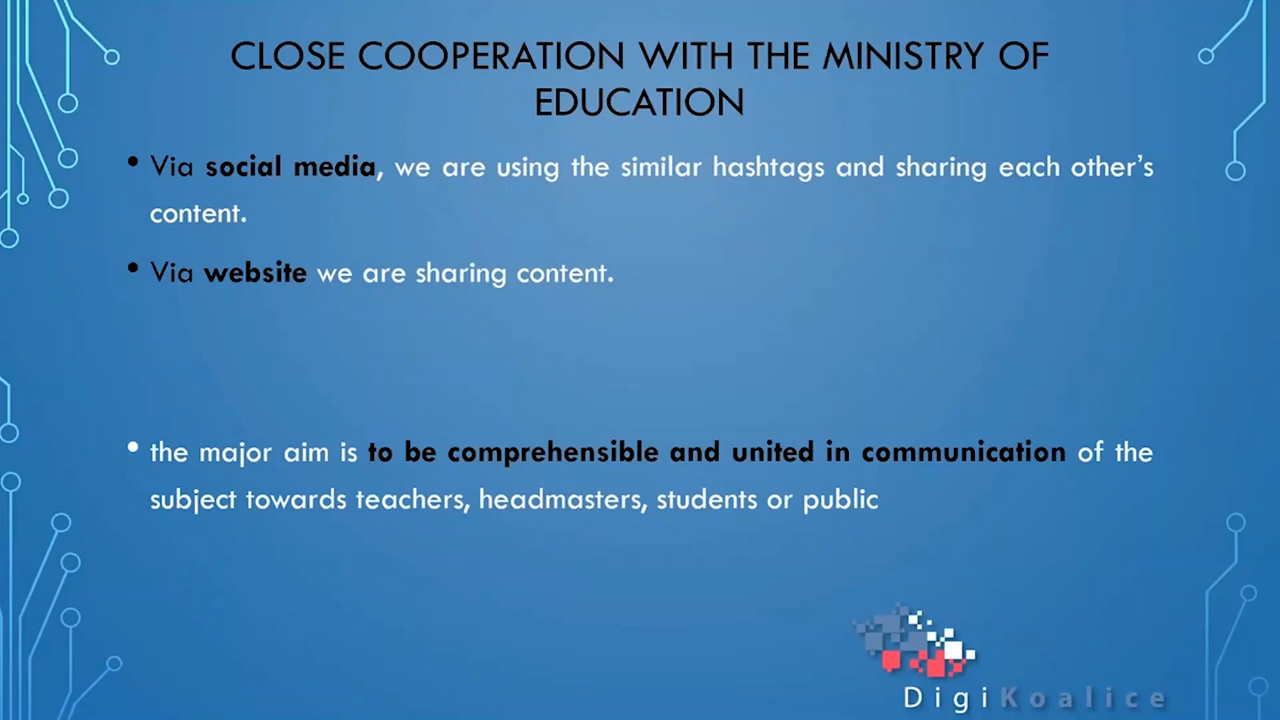 CLOSE COOPERATION WITH THE MINISTRY OF
EDUCATION
• Via social media, we are using the similar hashtags and sharing each other's
content.
• Via website we are sharing content.
• the major aim is to be comprehensible and united in communication of the
subject towards teachers, headmasters, students or public
DigiKoalice